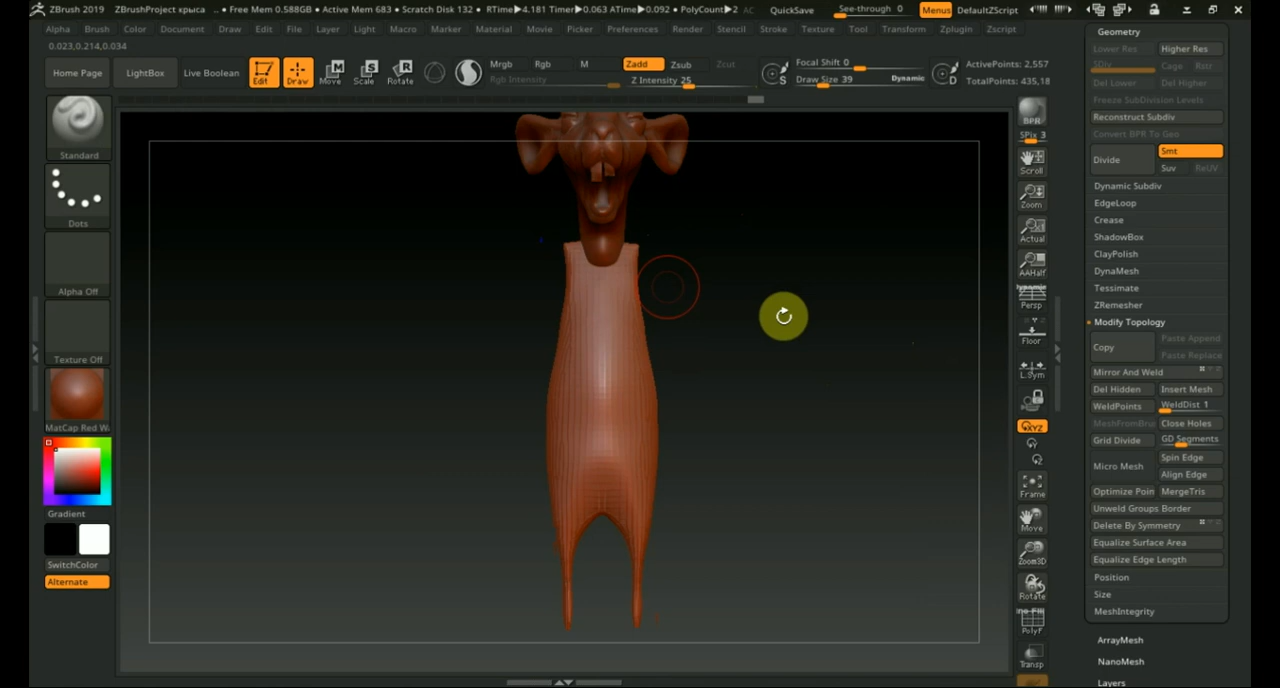 ZBrush 2019 ZBrushProject крыса .. • Free Mem 0.588GB • Active Mem 683 • Scratch Disk 132 • RTime▶4.181 Timer▶0.063 ATime▶0.092 • PolyCount▶2 AC QuickSave See-through 0 Menus DefaultZScript
Alpha Brush Color Document Draw Edit File Layer Light Macro Marker Material Movie Picker Preferences Render Stencil Stroke Texture Tool Transform Zplugin Zscript
0.023,0.214,0.034
Home Page LightBox Live Boolean Edit Draw Move Scale Rotate
Mrgb Rgb M Zadd Zsub Zcut
Rgb Intensity Z Intensity 25
Focal Shift 0
Draw Size 39 Dynamic
S
D
ActivePoints: 2,557
TotalPoints: 435,18
Standard
Dots
Alpha Off
Texture Off
MatCap Red W
Gradient
SwitchColor
Alternate
BPR
SPix 3
Scroll
Zoom
Actual
AAHalf
Dynamic
Persp
Floor
L.Sym
XYZ
Frame
Move
Zoom3D
Rotate
ne Fill
PolyF
Transp
Geometry
Lower Res Higher Res
SDiv Cage Rstr
Del Lower Del Higher
Freeze SubDivision Levels
Reconstruct Subdiv
Convert BPR To Geo
Divide Smt
Suv ReUV
Dynamic Subdiv
EdgeLoop
Crease
ShadowBox
ClayPolish
DynaMesh
Tessimate
ZRemesher
Modify Topology
Copy Paste Append
Paste Replace
Mirror And Weld
Del Hidden Insert Mesh
WeldPoints WeldDist 1
MeshFromBru Close Holes
Grid Divide GD Segments
Micro Mesh Spin Edge
Align Edge
Optimize Poin MergeTris
Unweld Groups Border
Delete By Symmetry
Equalize Surface Area
Equalize Edge Length
Position
Size
MeshIntegrity
ArrayMesh
NanoMesh
Layers